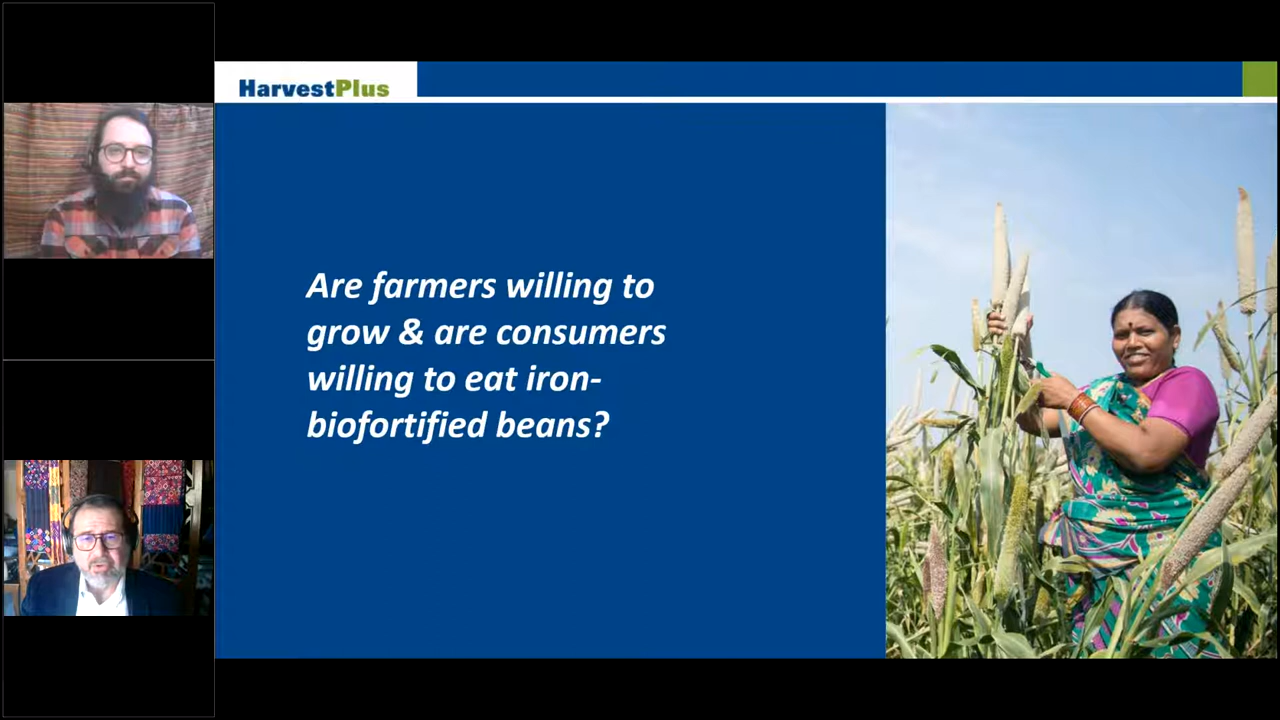 HarvestPlus
Are farmers willing to
grow & are consumers
willing to eat iron-
biofortified beans?